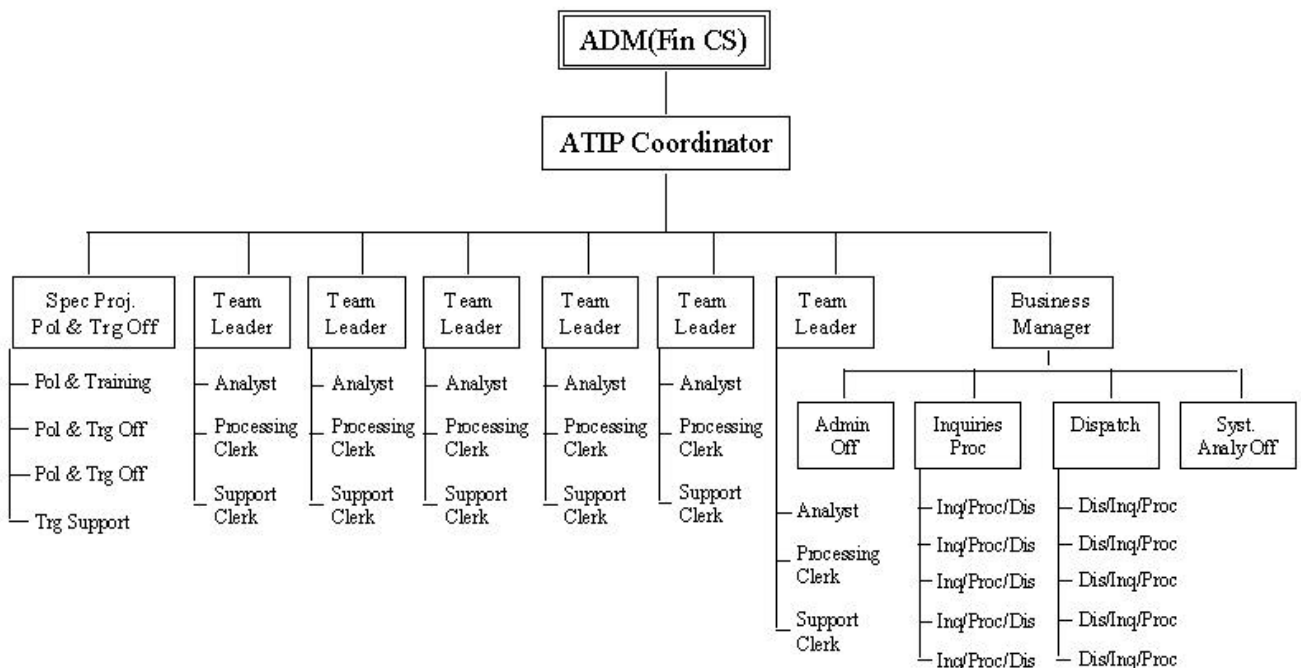 ADM(Fin CS)
ATIP Coordinator
Spec Proj.
Pol & Trg Off
Team
Leader
Team
Leader
Team
Leader
Team
Leader
Team
Leader
Team
Leader
Business
Manager
Pol & Training
Pol & Trg Off
Pol & Trg Off
Trg Support
Analyst
Processing
Clerk
Support
Clerk
Analyst
Processing
Clerk
Support
Clerk
Analyst
Processing
Clerk
Support
Clerk
Analyst
Processing
Clerk
Support
Clerk
Analyst
Processing
Clerk
Support
Clerk
Analyst
Processing
Clerk
Support
Clerk
Admin
Off
Inquiries
Proc
Dispatch
Syst.
Analy Off
Inq/Proc/Dis
Inq/Proc/Dis
Inq/Proc/Dis
Inq/Proc/Dis
Inq/Proc/Dis
Dis/Inq/Proc
Dis/Inq/Proc
Dis/Inq/Proc
Dis/Inq/Proc
Dis/Inq/Proc